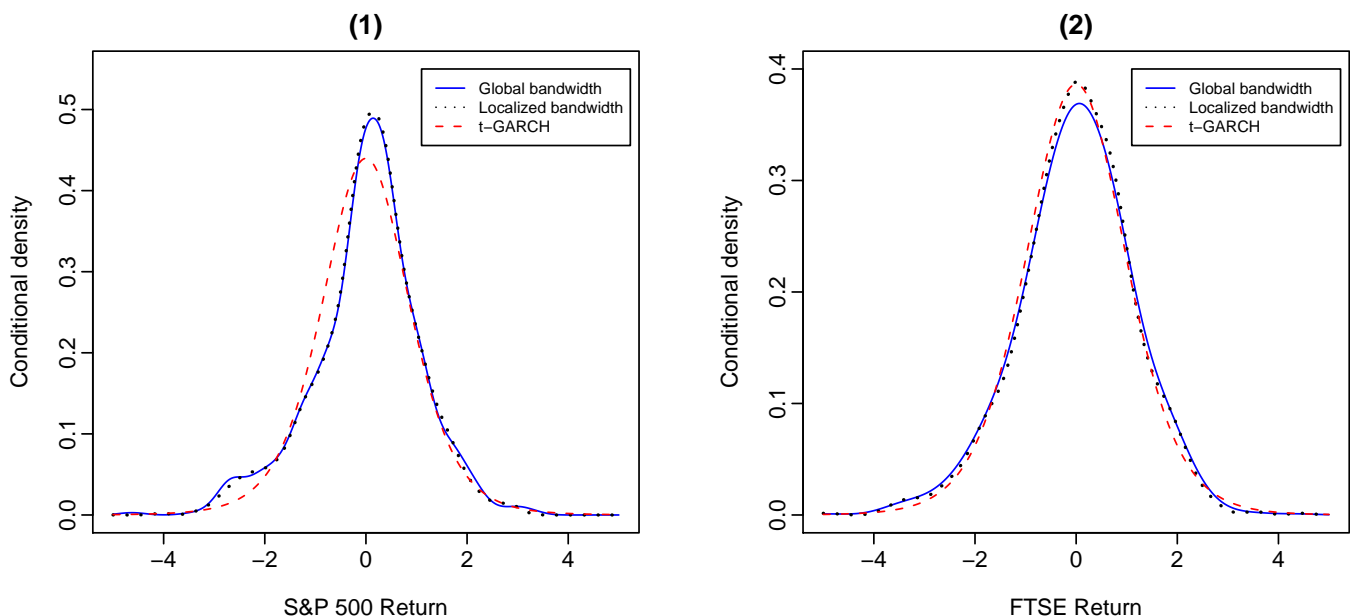 (1)
Global bandwidth
Localized bandwidth
t−GARCH
Conditional density
0.0
0.1
0.2
0.3
0.4
0.5
−4
−2
0
2
4
S&P 500 Return
(2)
Global bandwidth
Localized bandwidth
t−GARCH
Conditional density
0.0
0.1
0.2
0.3
0.4
−4
−2
0
2
4
FTSE Return